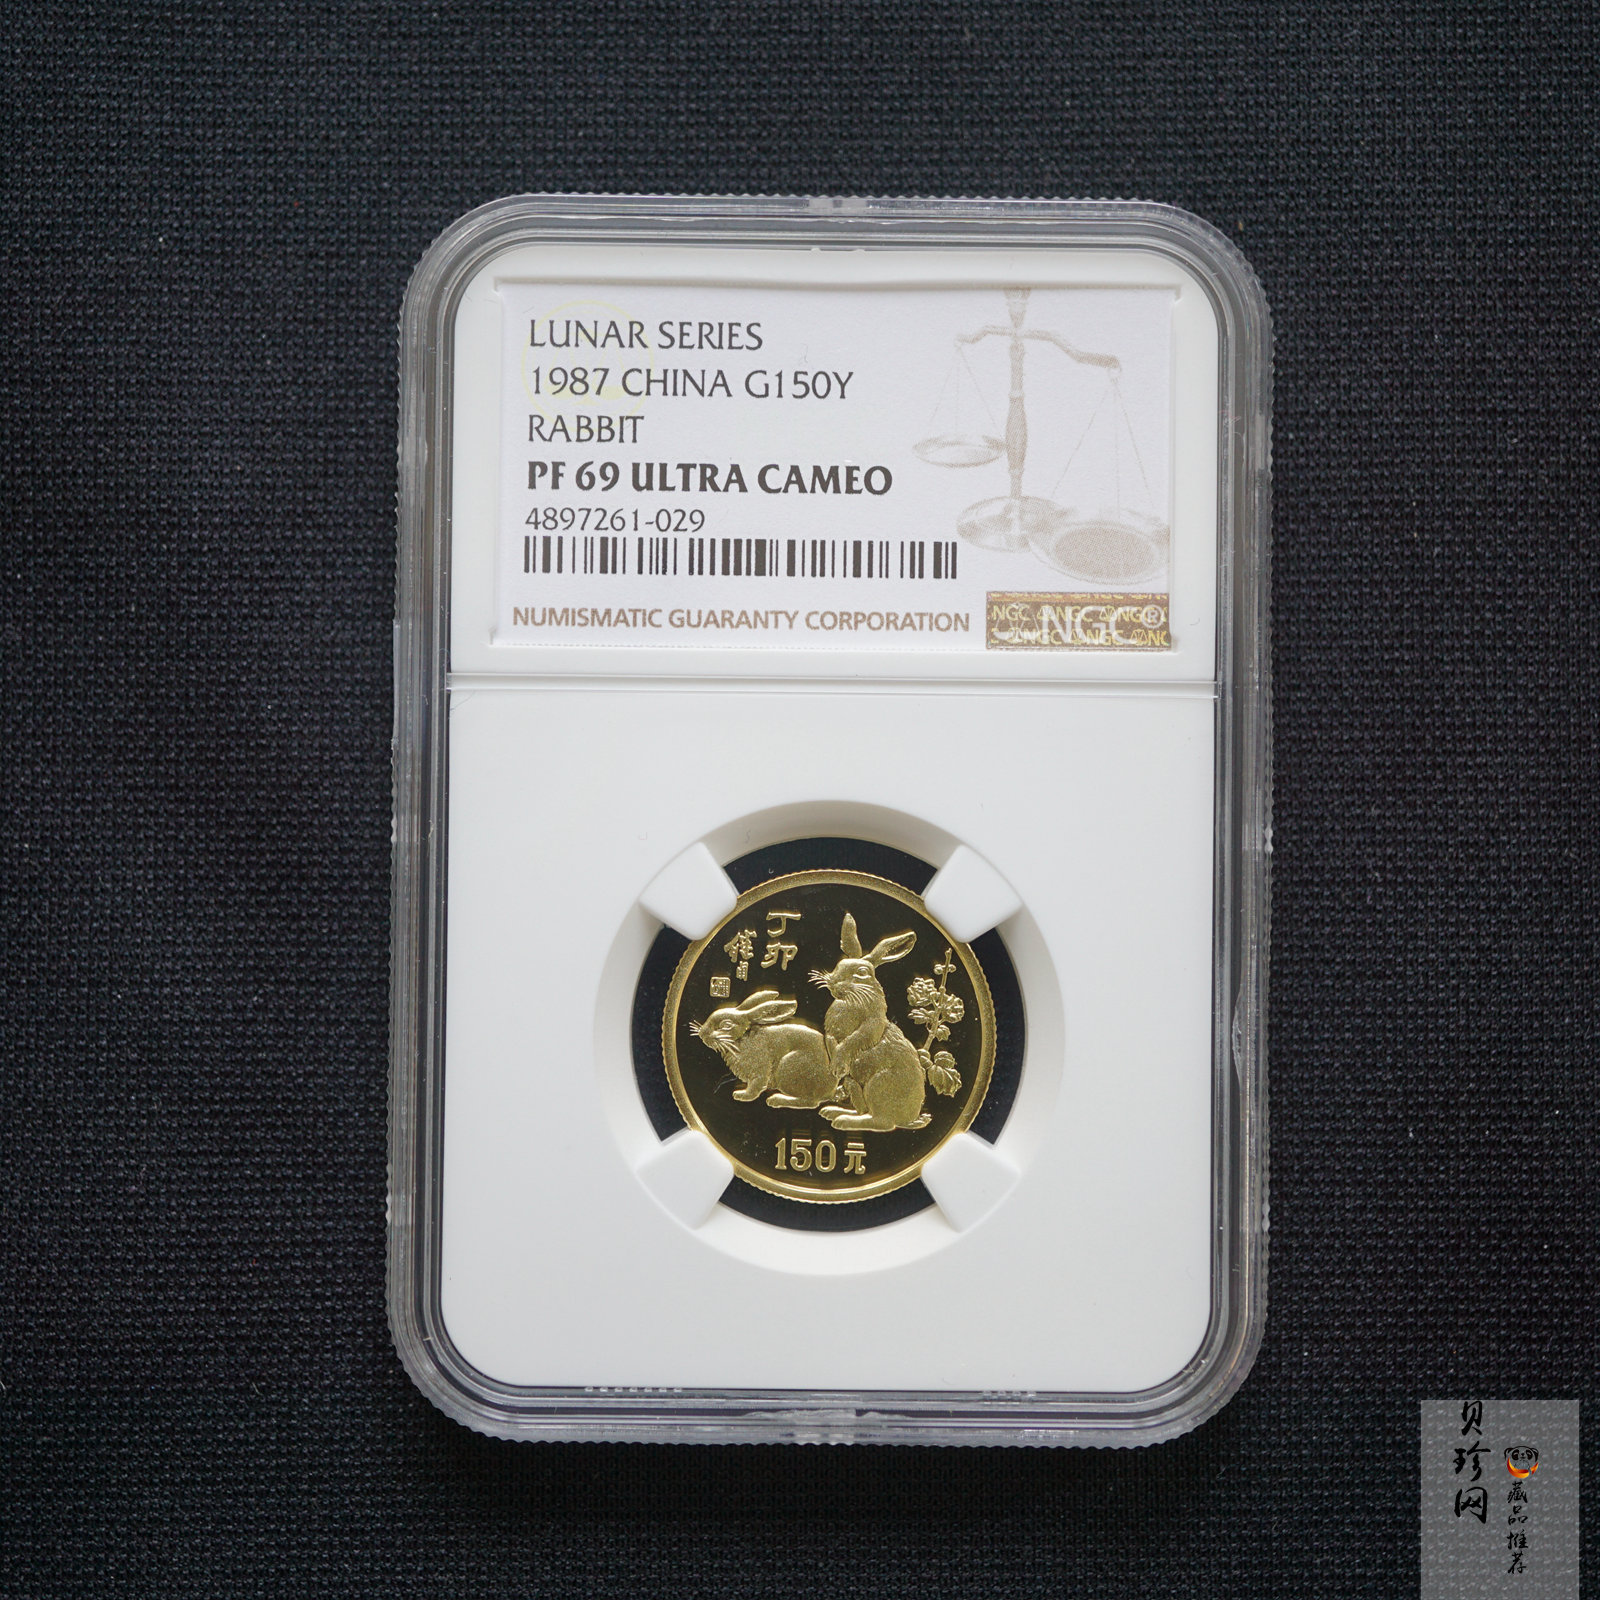 LUNAR SERIES
1987 CHINA G150Y
RABBIT
PF 69 ULTRA CAMEO
4897261-029
NUMISMATIC GUARANTY CORPORATION
NGC®
丁卯
150元
贝珍网
藏品推荐